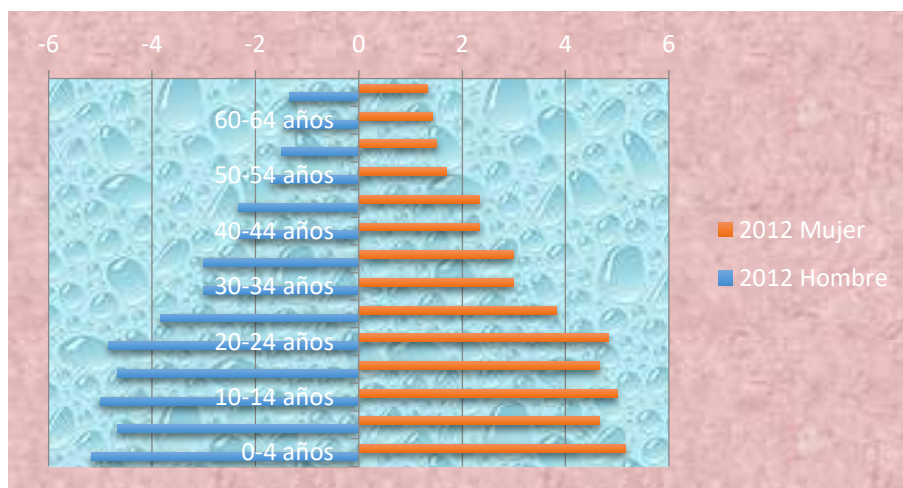 -6 -4 -2 0 2 4 6
60-64 años
50-54 años
40-44 años
2012 Mujer
2012 Hombre
30-34 años
20-24 años
10-14 años
0-4 años